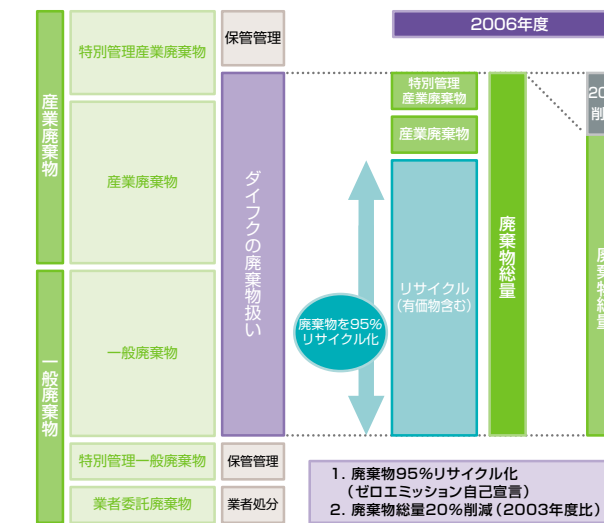 産業廃棄物
特別管理産業廃棄物
産業廃棄物
一般廃棄物
一般廃棄物
特別管理一般廃棄物
業者委託廃棄物
保管管理
ダイフクの廃棄物扱い
保管管理
業者処分
2006年度
特別管理
産業廃棄物
産業廃棄物
リサイクル
(有価物含む)
廃棄物を95%
リサイクル化
廃棄物総量
20
削
廃棄物総量
1. 廃棄物95%リサイクル化
(ゼロエミッション自己宣言)
2. 廃棄物総量20%削減(2003年度比)